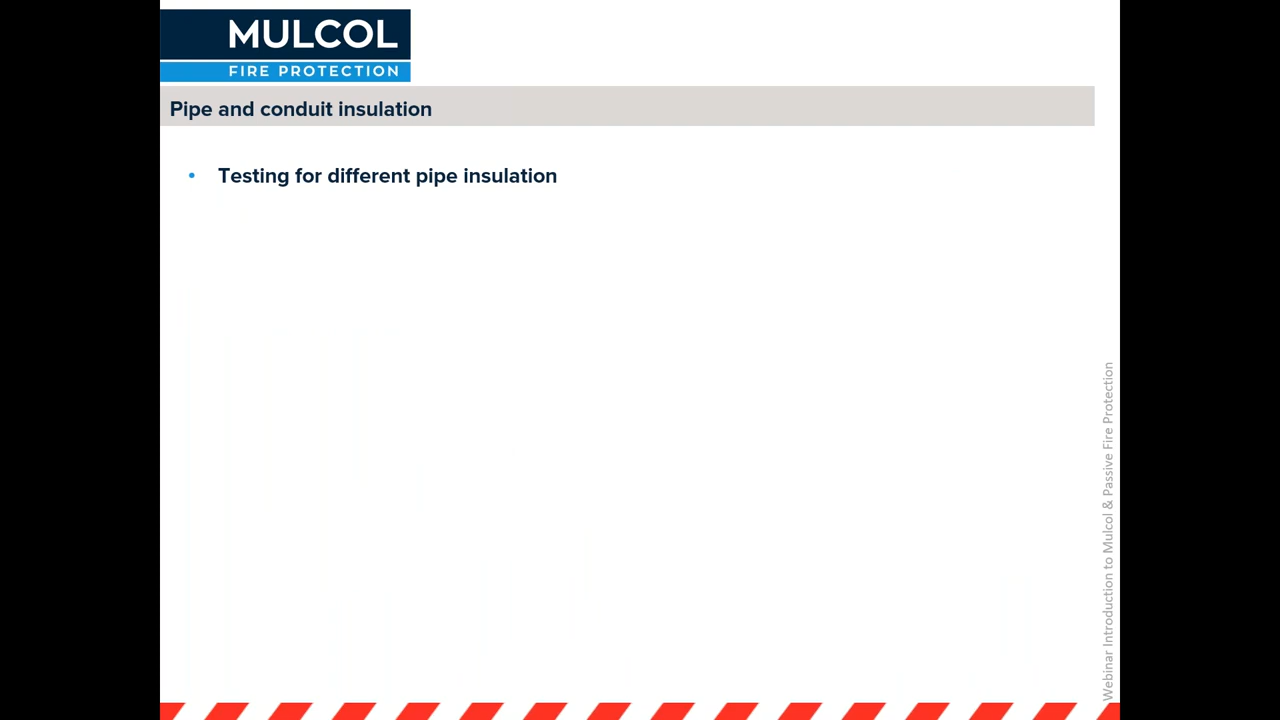 MULCOL
FIRE PROTECTION
Pipe and conduit insulation
• Testing for different pipe insulation
Webinar Introduction to Mulcol & Passive Fire Protection